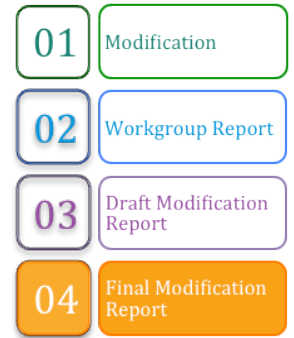 01
Modification
02
Workgroup Report
03
Draft Modification
Report
04
Final Modification
Report